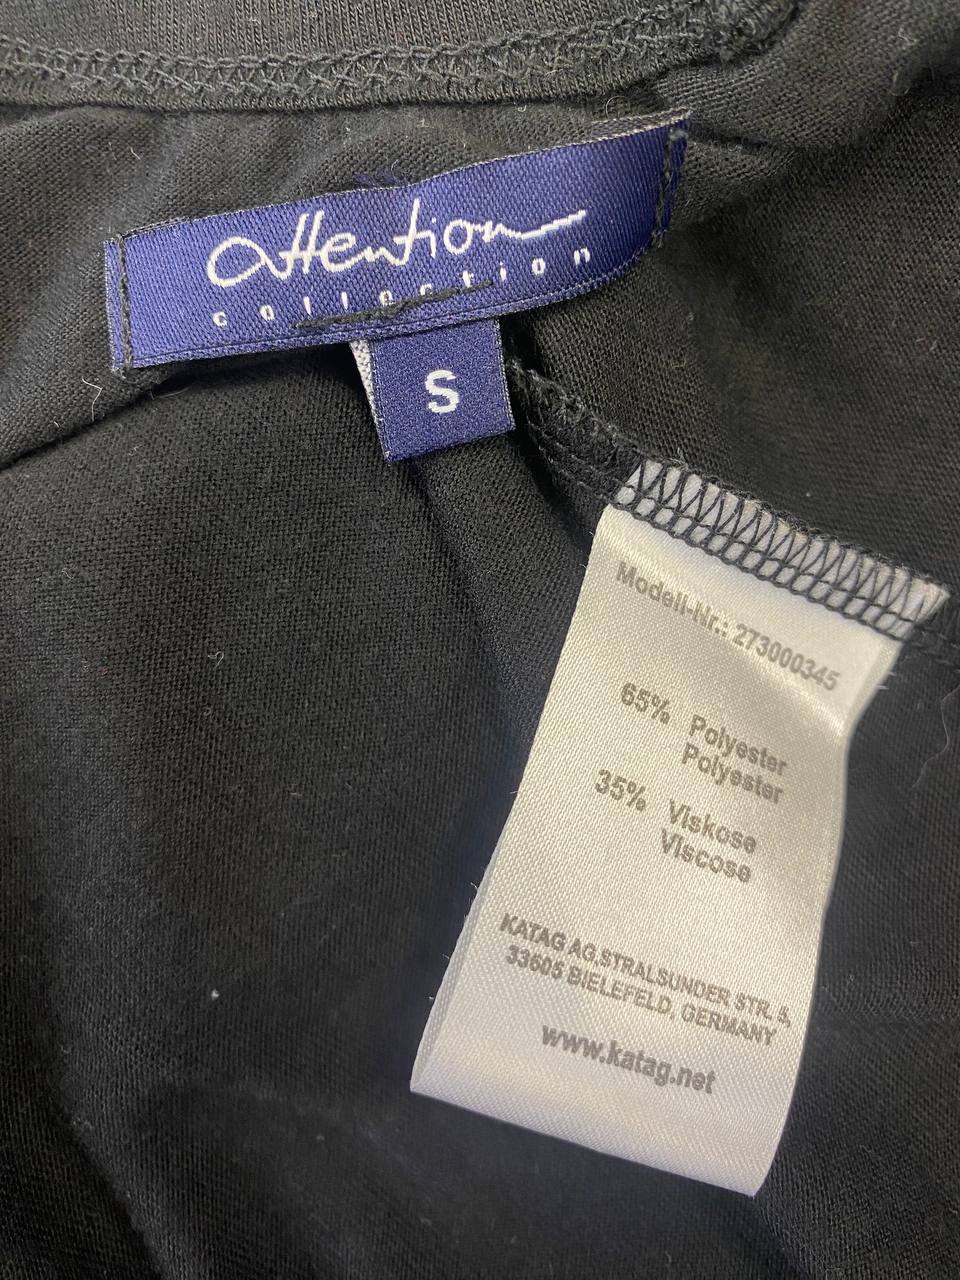 attention
collection
S
Modell-Nr.: 273000345
65% Polyester
Polyester
35% Viskose
Viscose
KATAG AG.STRALSUNDER STR. 5,
33605 BIELEFELD, GERMANY
www.katag.net